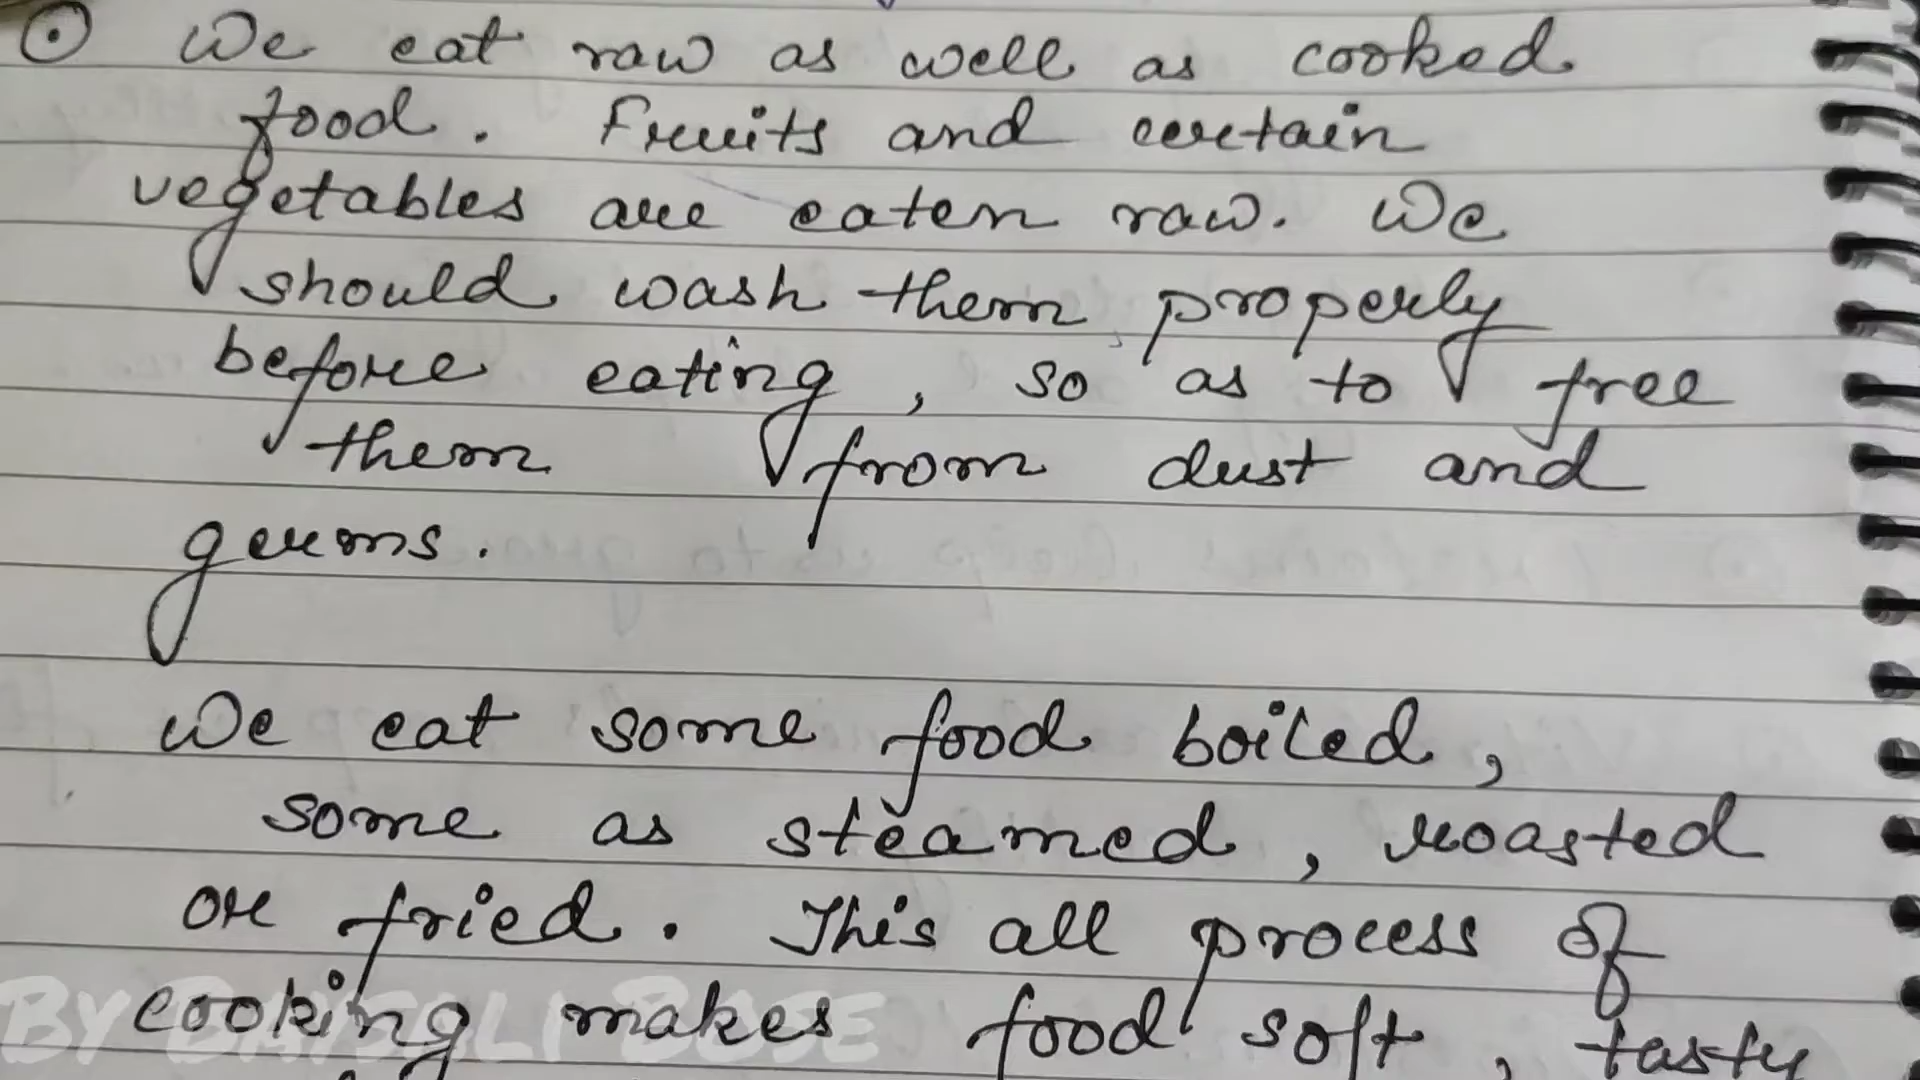 We eat raw as well as cooked
food. Fruits and certain
vegetables are eaten raw. We
should wash them properly
before eating, so as to free
them from dust and
germs.
We eat some food boiled,
some as steamed, roasted
or fried. This all process of
cooking makes food soft, tasty